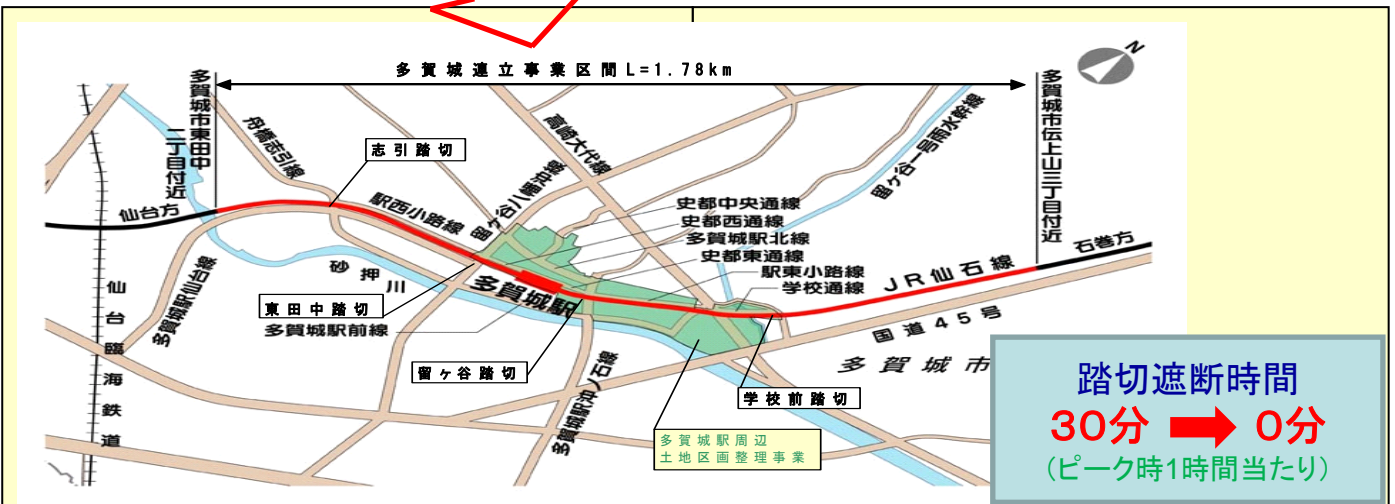 多賀城連立事業区間L=1.78km
N
多賀城市東田中
二丁目付近
多賀城市伝上山三丁目付近
舟橋志引線
志引踏切
高崎大代線
留ヶ谷一号雨水幹線
仙台方
駅西小路線
留ヶ谷八幡沖線
史都中央通線
史都西通線
多賀城駅北線
史都東通線
駅東小路線
学校通線
石巻方
JR仙石線
砂押川
多賀城駅
東田中踏切
多賀城駅前線
多賀城駅仙台線
仙台臨海鉄道
国道45号
多賀城市
留ヶ谷踏切
学校前踏切
多賀城駅沖ノ石線
多賀城駅周辺
土地区画整理事業
踏切遮断時間
30分 ➡ 0分
(ピーク時1時間当たり)